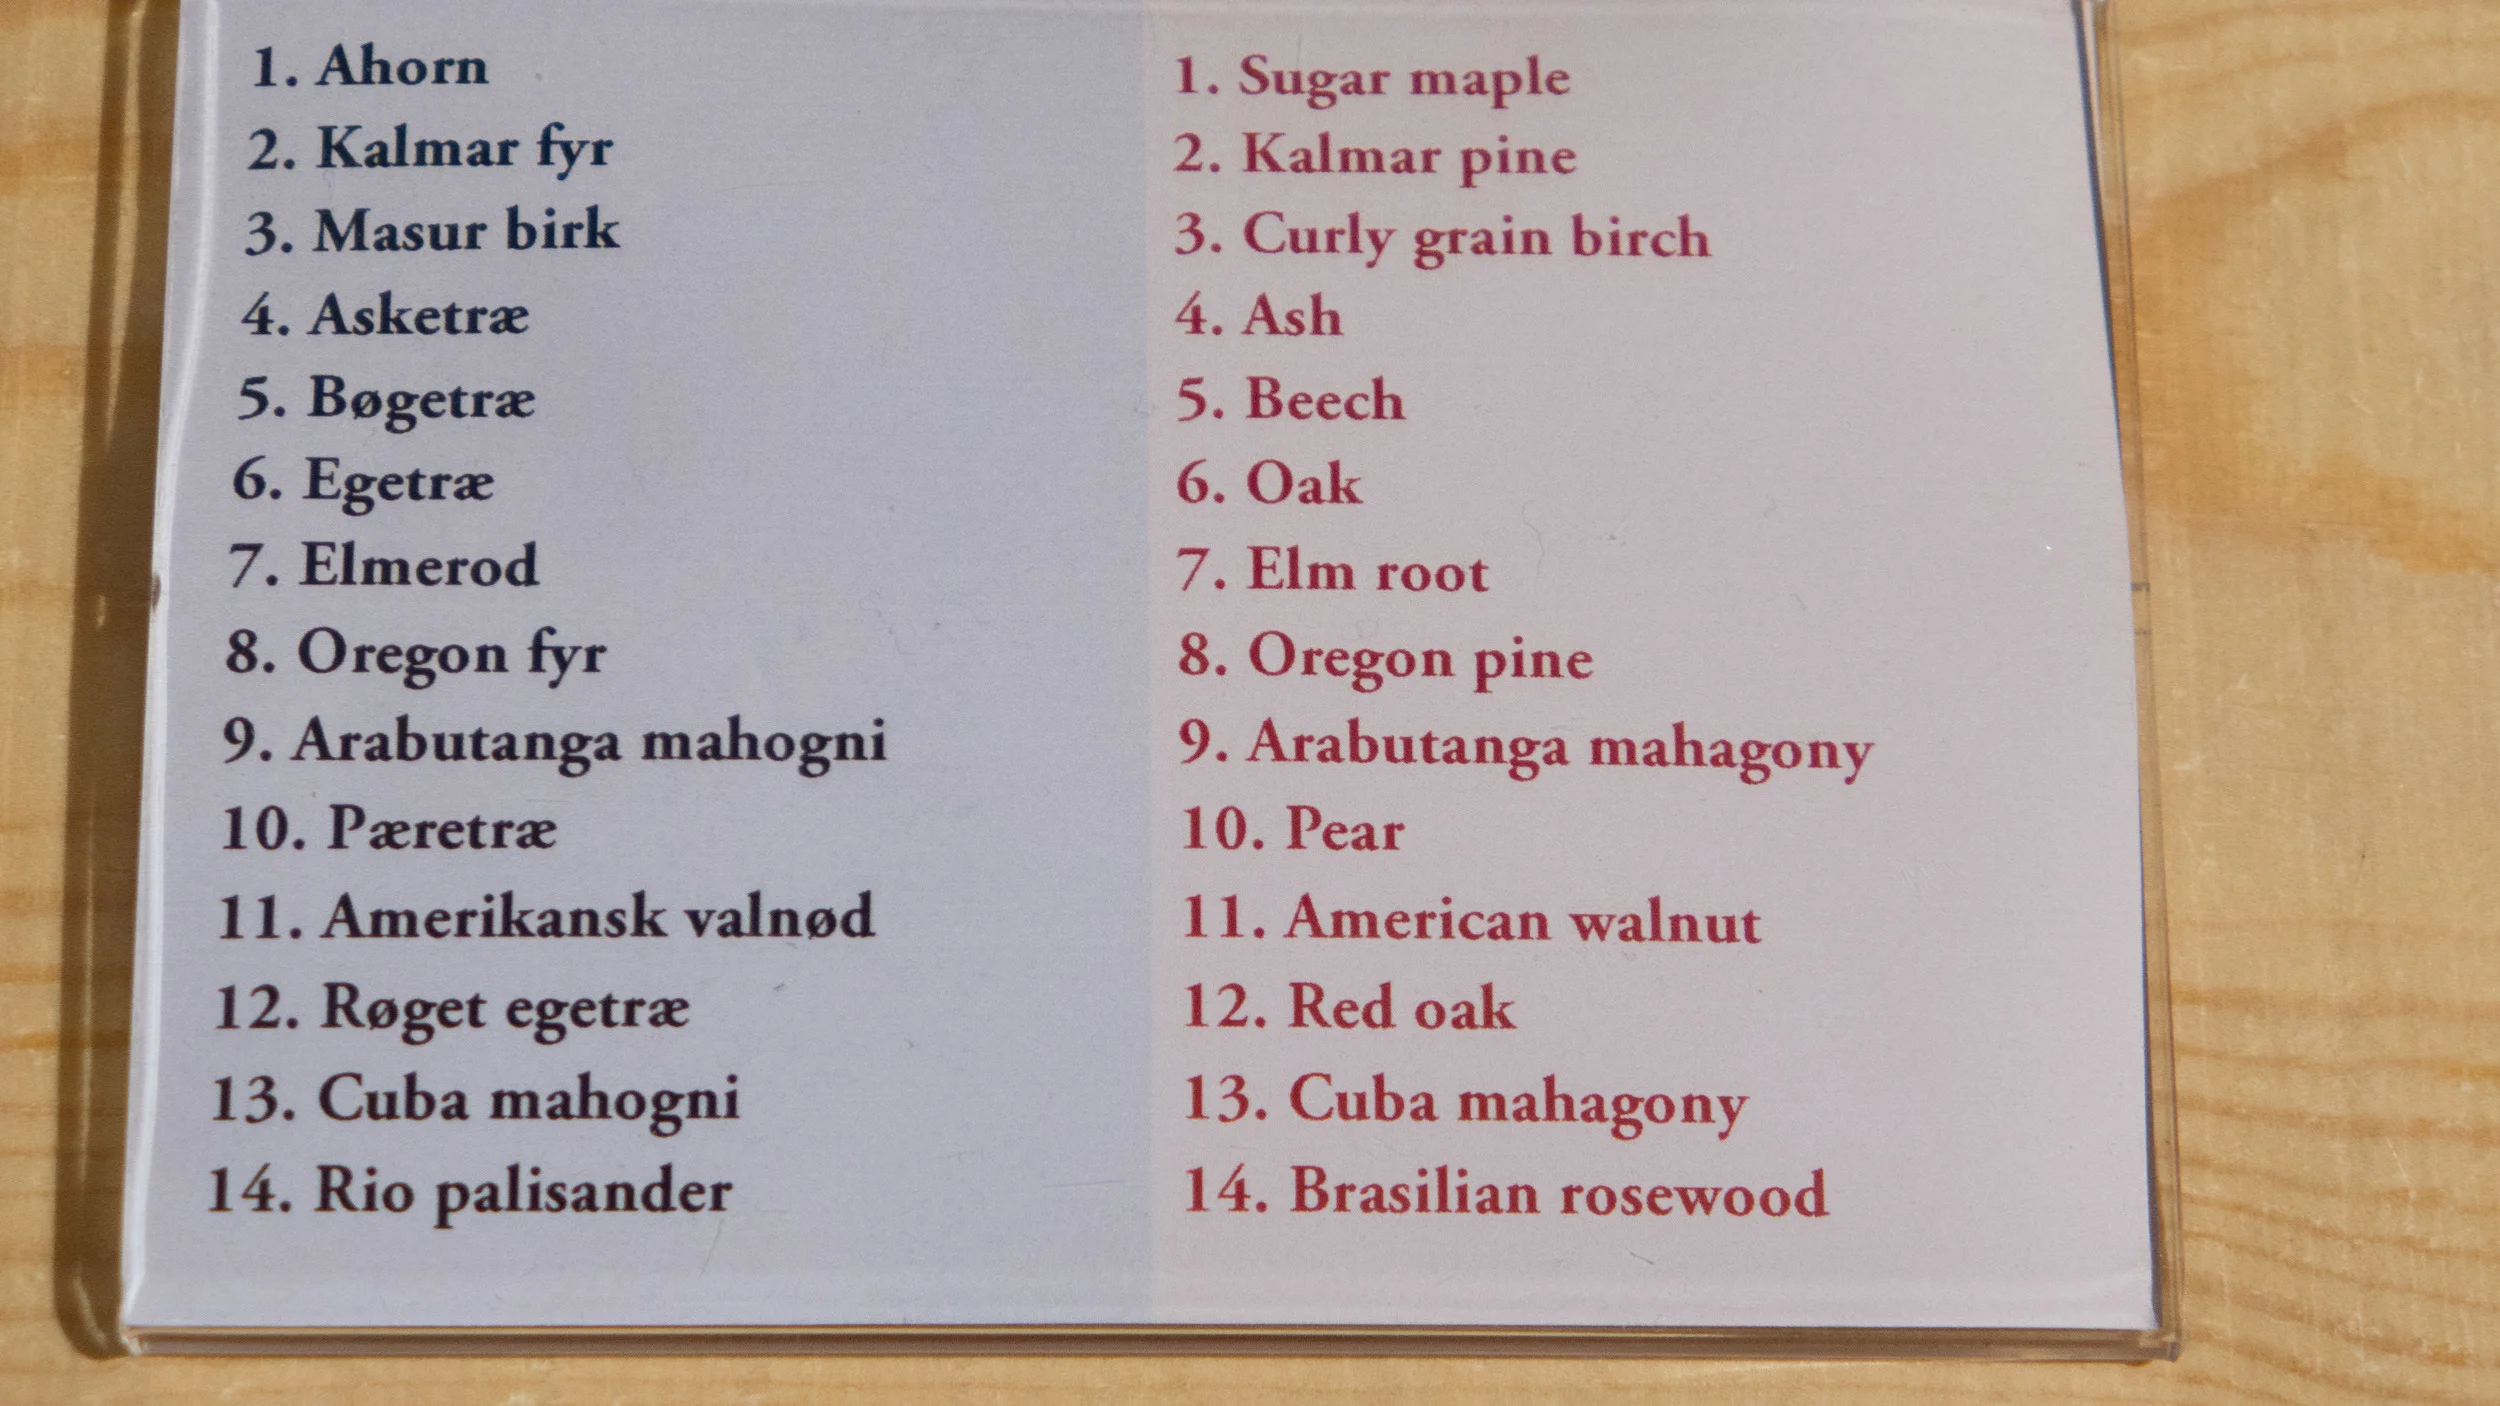 1. Ahorn
2. Kalmar fyr
3. Masur birk
4. Asketræ
5. Bøgetræ
6. Egetræ
7. Elmerod
8. Oregon fyr
9. Arabutanga mahogni
10. Pæretræ
11. Amerikansk valnød
12. Røget egetræ
13. Cuba mahogni
14. Rio palisander
1. Sugar maple
2. Kalmar pine
3. Curly grain birch
4. Ash
5. Beech
6. Oak
7. Elm root
8. Oregon pine
9. Arabutanga mahagony
10. Pear
11. American walnut
12. Red oak
13. Cuba mahagony
14. Brasilian rosewood